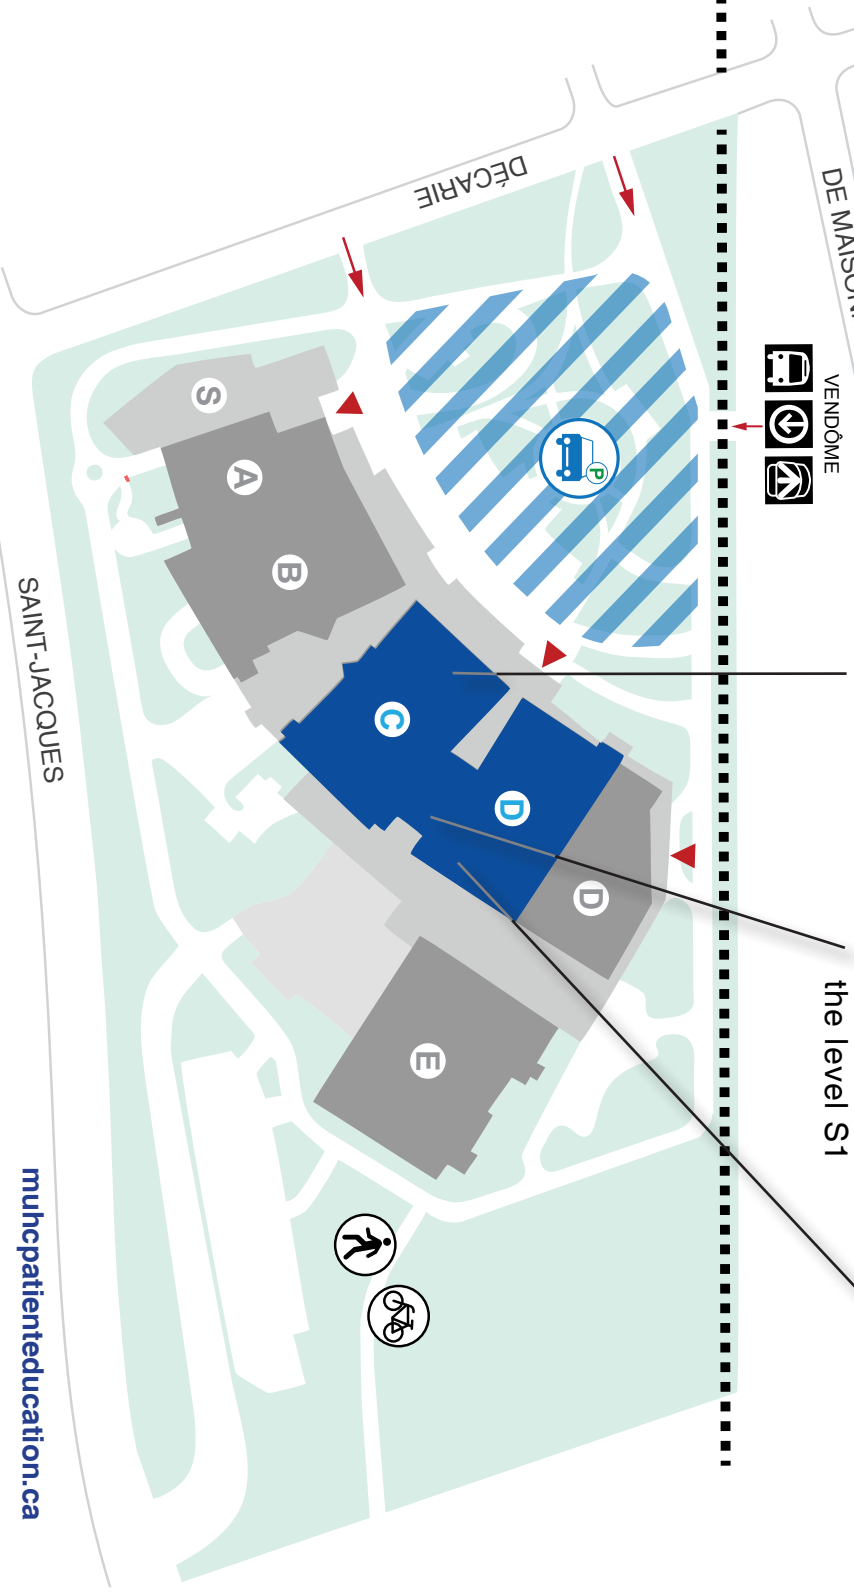 DE MAISON
VENDÔME
DÉCARIE
P
S
A
B
C
D
D
E
the level S1
SAINT-JACQUES
muhcpatienteducation.ca